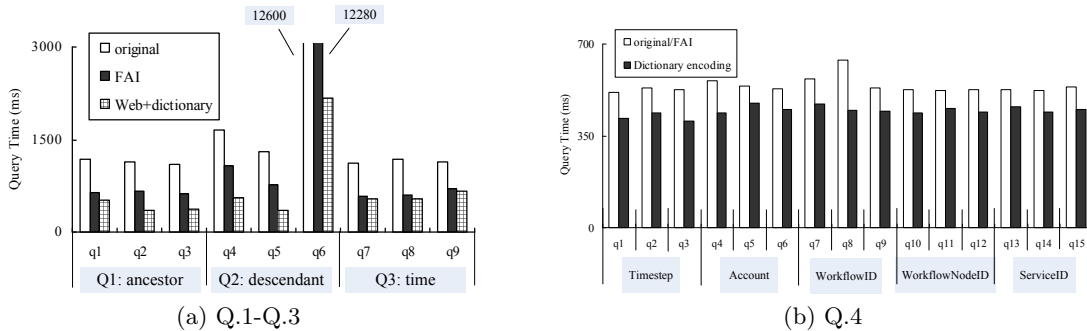 12600
12280
3000
1500
0
Query Time (ms)
original
FAI
Web+dictionary
q1 q2 q3 q4 q5 q6 q7 q8 q9
Q1: ancestor Q2: descendant Q3: time
(a) Q.1-Q.3
700
350
0
Query Time (ms)
original/FAI
Dictionary encoding
q1 q2 q3 q4 q5 q6 q7 q8 q9 q10 q11 q12 q13 q14 q15
Timestep Account WorkflowID WorkflowNodeID ServiceID
(b) Q.4